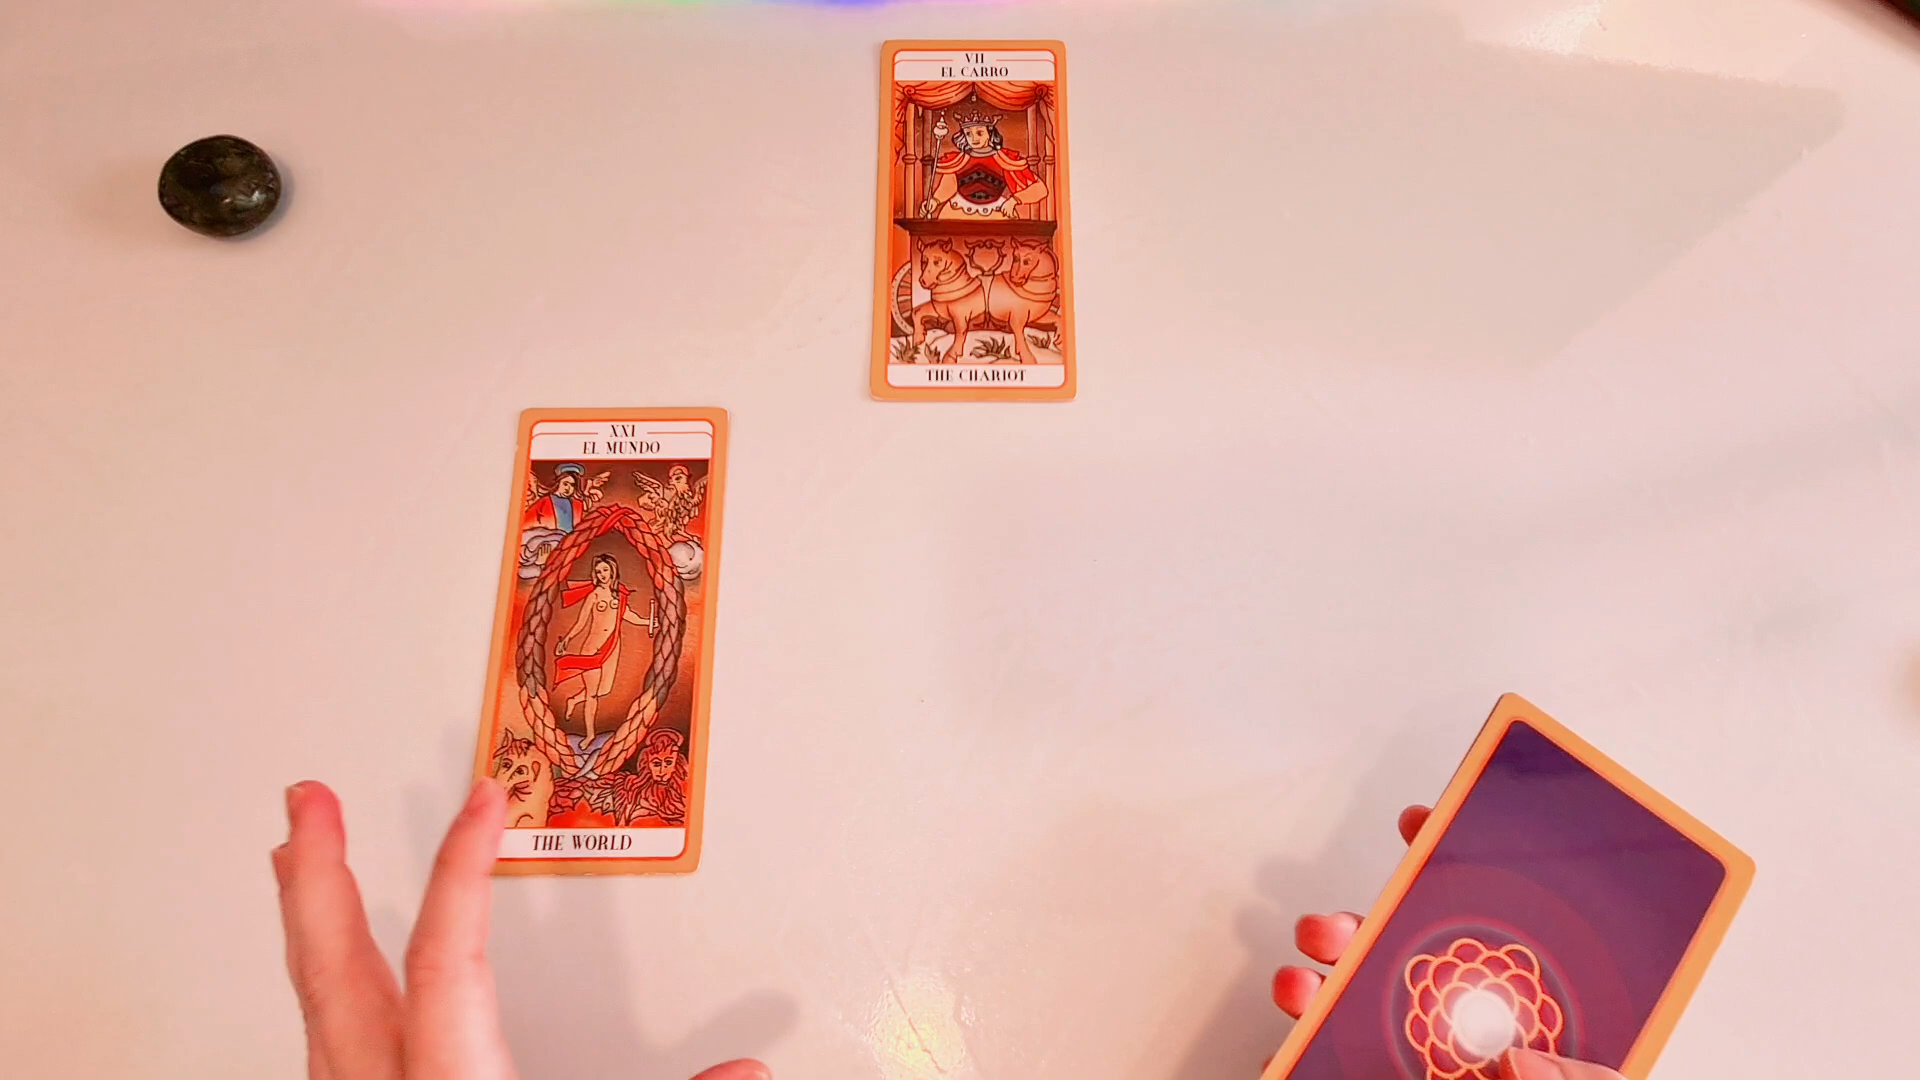 VII
EL CARRO
THE CHARIOT
XXI
EL MUNDO
THE WORLD